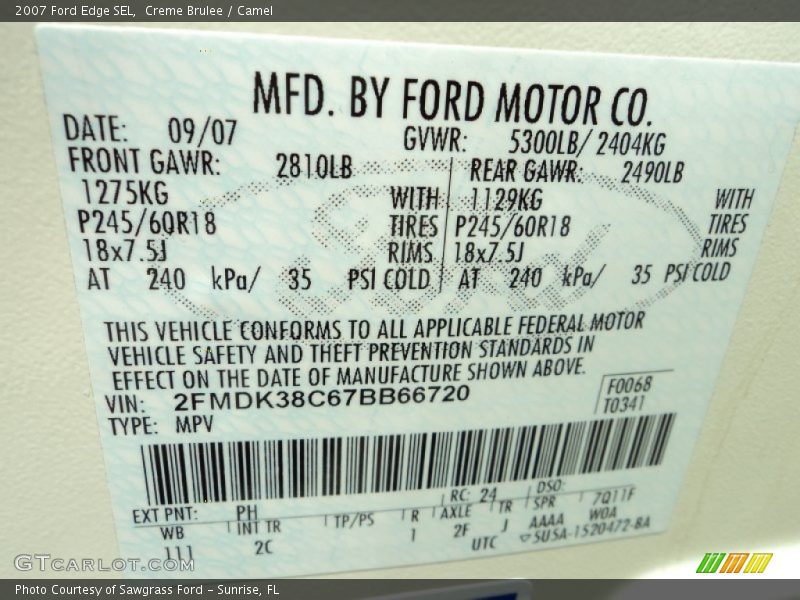 2007 Ford Edge SEL,  Creme Brulee / Camel
MFD. BY FORD MOTOR CO.
DATE: 09/07 GVWR: 5300LB/ 2404KG
FRONT GAWR: 2810LB REAR GAWR: 2490LB
1275KG WITH 1129KG WITH
P245/60R18 TIRES P245/60R18 TIRES
18x7.5J RIMS 18x7.5J RIMS
AT 240 kPa/ 35 PSI COLD AT 240 kPa/ 35 PSI COLD
THIS VEHICLE CONFORMS TO ALL APPLICABLE FEDERAL MOTOR
VEHICLE SAFETY AND THEFT PREVENTION STANDARDS IN
EFFECT ON THE DATE OF MANUFACTURE SHOWN ABOVE.
VIN: 2FMDK38C67BB66720 F0068
TYPE: MPV T0341
EXT PNT: PH RC: 24 DSO: 7Q11F
WB INT TR TP/PS R AXLE TR SPR WOA
111 2C 1 2F J AAAA
UTC 5U5A-1520472-BA
GTCARLOT.COM
Photo Courtesy of Sawgrass Ford - Sunrise, FL